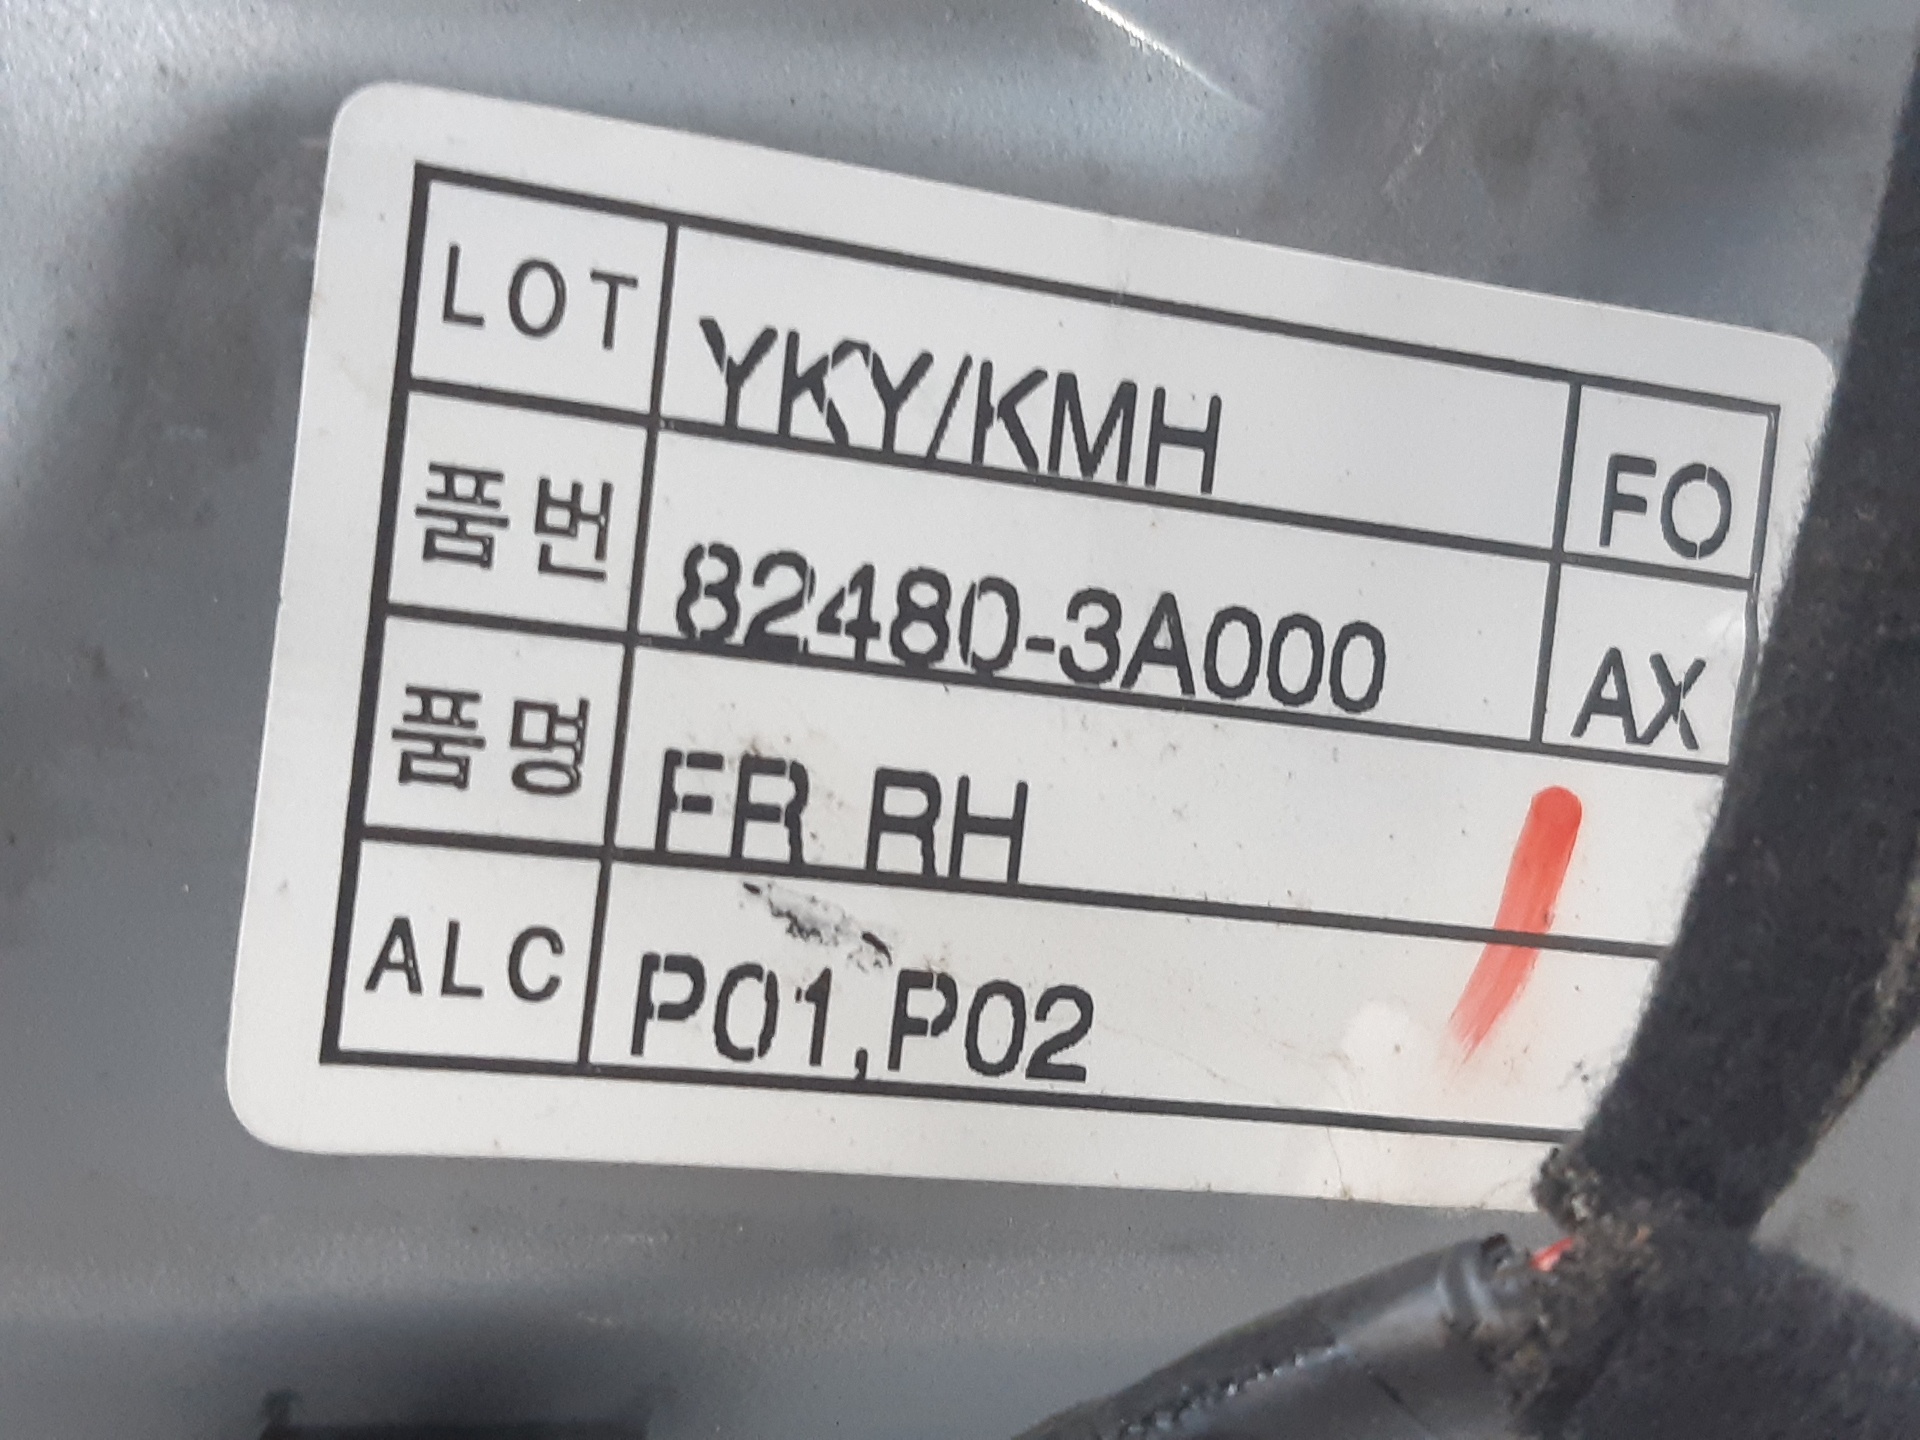 LOT YKY/KMH FO
품번 82480-3A000 AX
품명 FR RH
ALC P01,P02